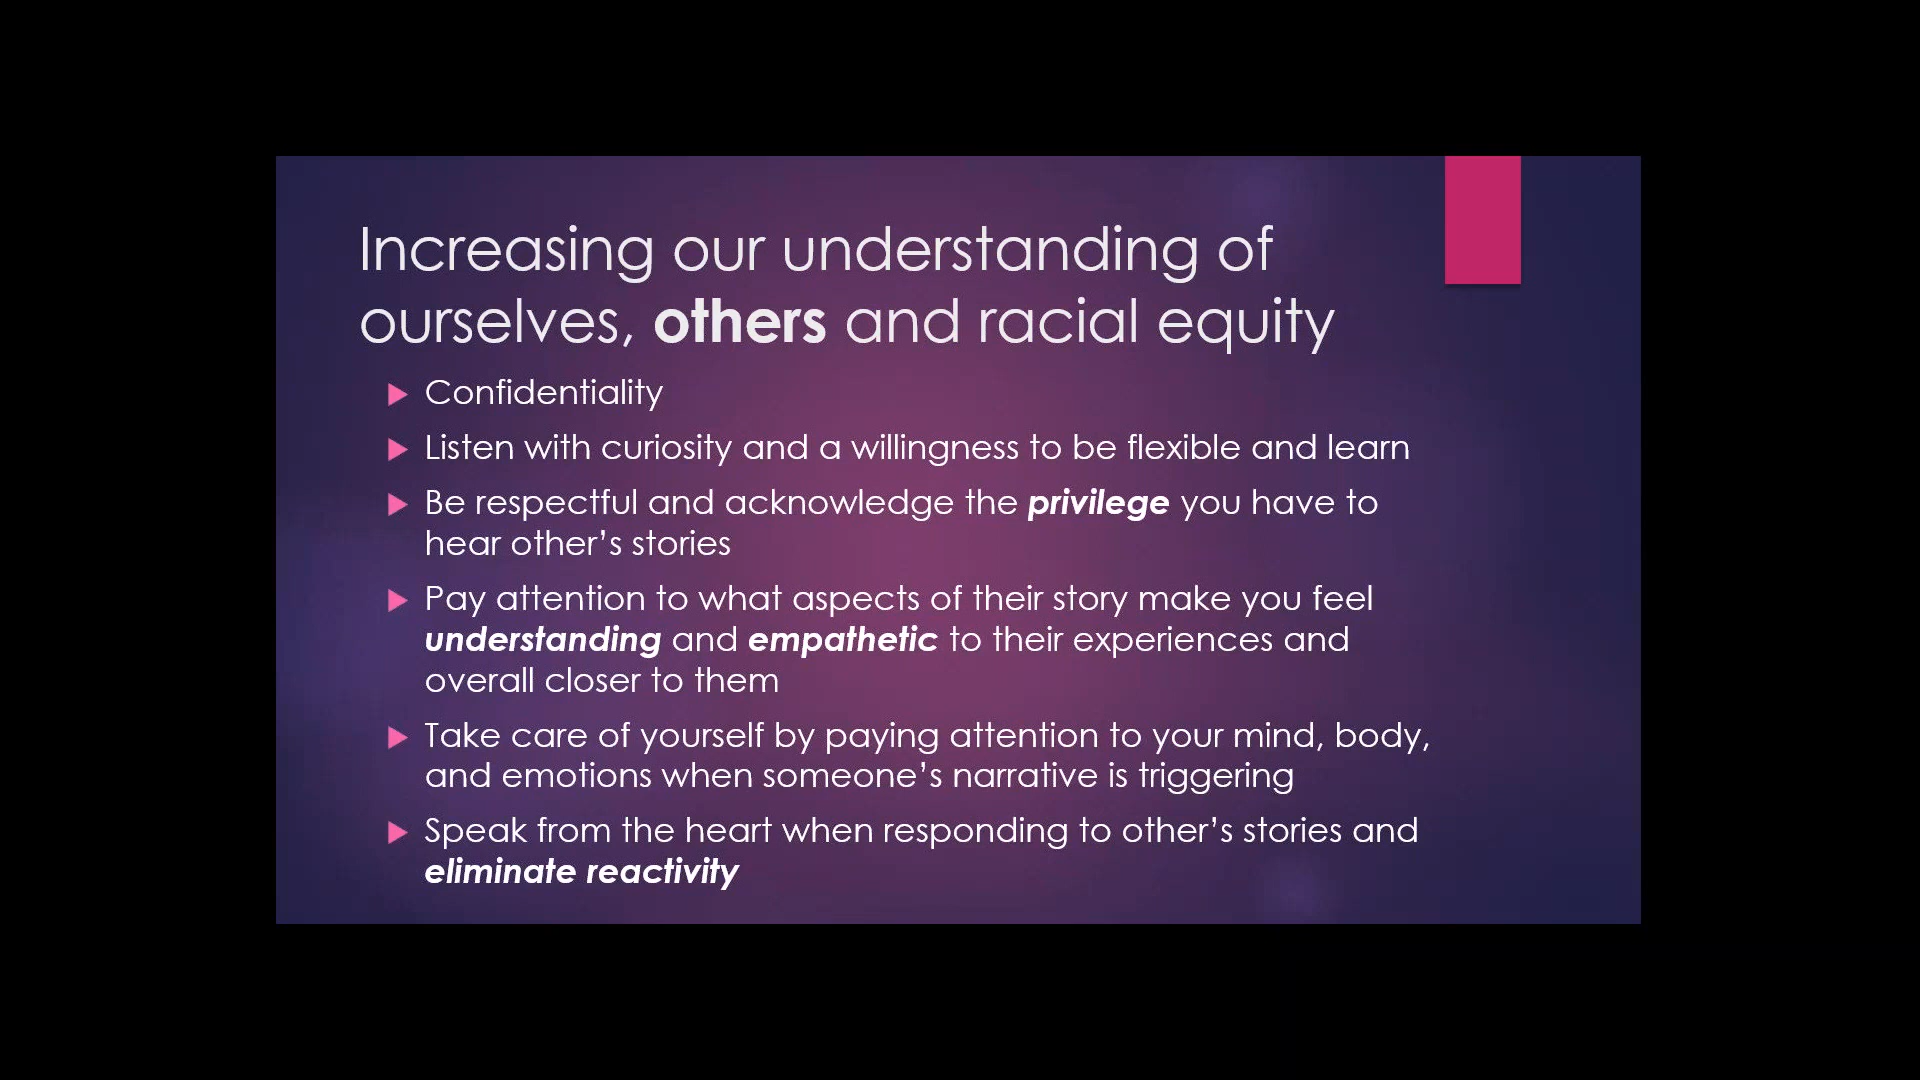 Increasing our understanding of
ourselves, others and racial equity
Confidentiality
Listen with curiosity and a willingness to be flexible and learn
Be respectful and acknowledge the privilege you have to
hear other’s stories
Pay attention to what aspects of their story make you feel
understanding and empathetic to their experiences and
overall closer to them
Take care of yourself by paying attention to your mind, body,
and emotions when someone’s narrative is triggering
Speak from the heart when responding to other’s stories and
eliminate reactivity